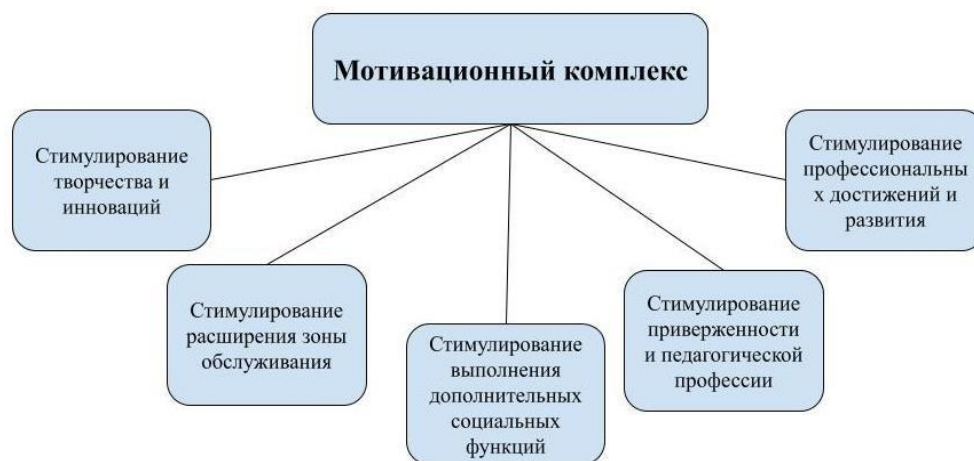 Мотивационный комплекс
Стимулирование
творчества и
инноваций
Стимулирование
расширения зоны
обслуживания
Стимулирование
выполнения
дополнительных
социальных
функций
Стимулирование
приверженности
и педагогической
профессии
Стимулирование
профессиональны
х достижений и
развития